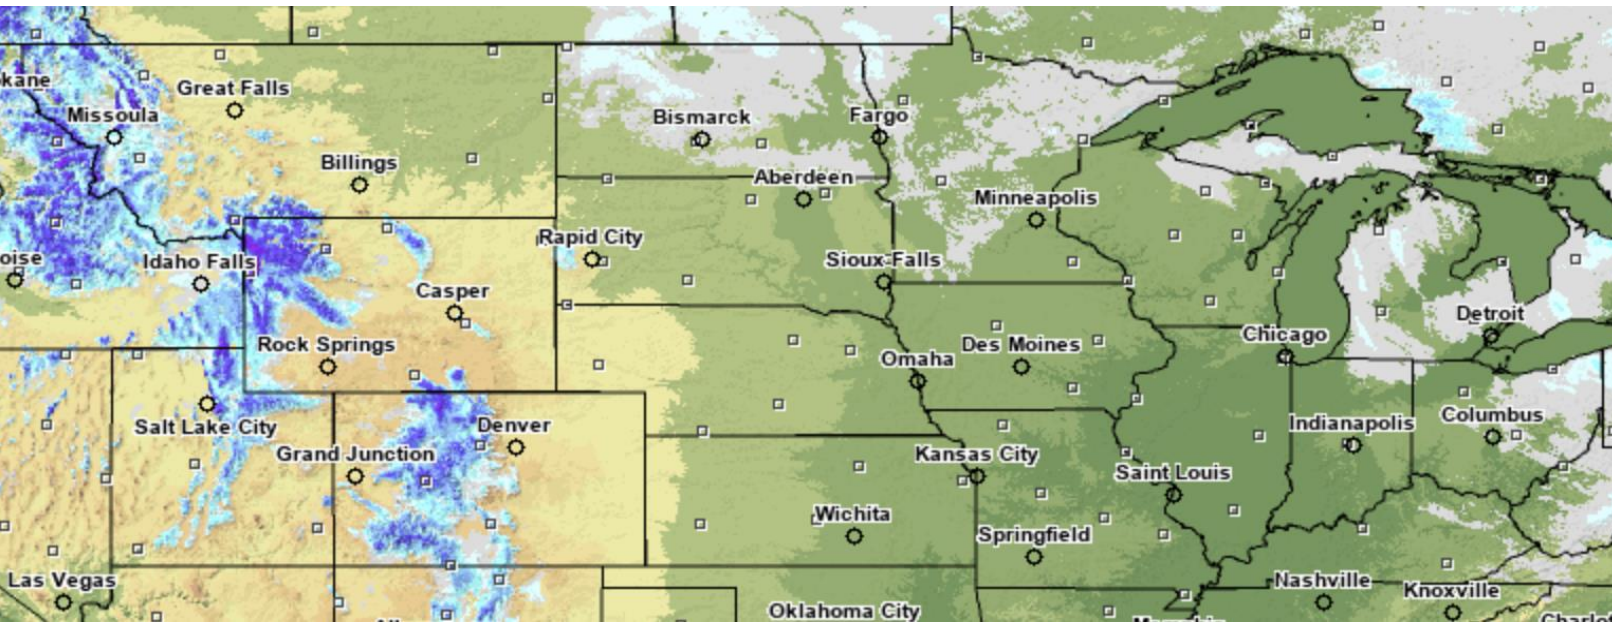 kane
Great Falls
Missoula
Bismarck
Fargo
Billings
Aberdeen
Minneapolis
Rapid City
oise
Idaho Falls
Sioux Falls
Casper
Detroit
Chicago
Rock Springs
Des Moines
Omaha
Salt Lake City
Denver
Indianapolis
Columbus
Grand Junction
Kansas City
Saint Louis
Wichita
Springfield
Las Vegas
Nashville
Knoxville
Oklahoma City